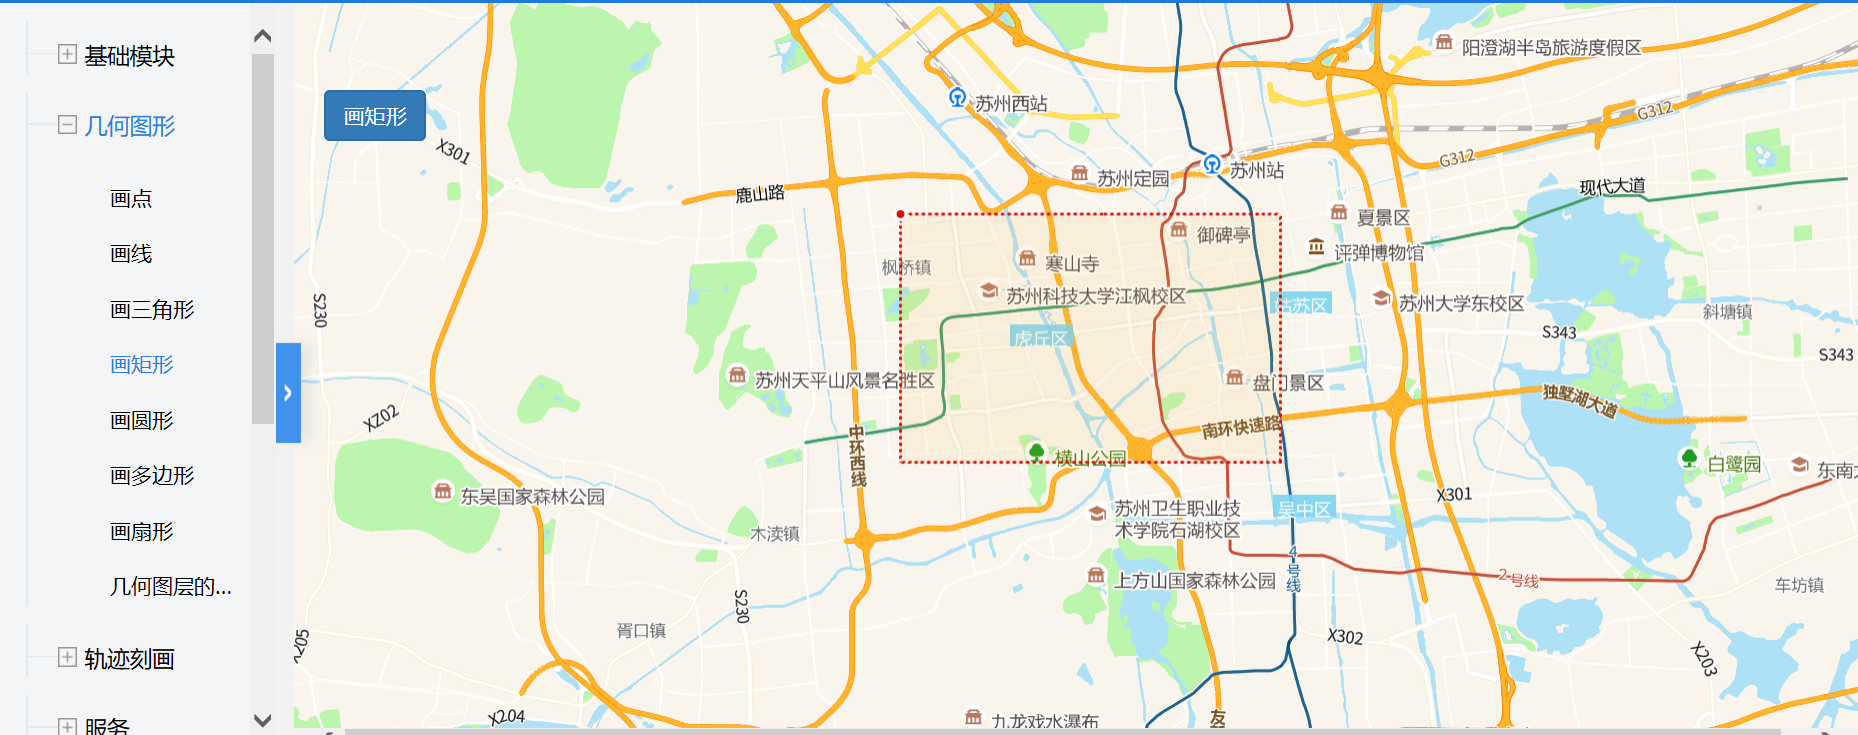 基础模块
几何图形
画点
画线
画三角形
画矩形
画圆形
画多边形
画扇形
几何图层的...
轨迹刻画
服务
画矩形
阳澄湖半岛旅游度假区
苏州西站
G312
X301
G312
苏州定园
苏州站
鹿山路
现代大道
夏景区
御碑亭
评弹博物馆
枫桥镇
寒山寺
苏州科技大学江枫校区
姑苏区
苏州大学东校区
S230
斜塘镇
虎丘区
S343
S343
苏州天平山风景名胜区
盘门景区
XZ02
独墅湖大道
南环快速路
中环西线
横山公园
白鹭园
东南大
东吴国家森林公园
X301
苏州卫生职业技
术学院石湖校区
吴中区
木渎镇
4号线
上方山国家森林公园
2号线
车坊镇
S230
胥口镇
X302
X205
X203
X204
九龙戏水瀑布
友